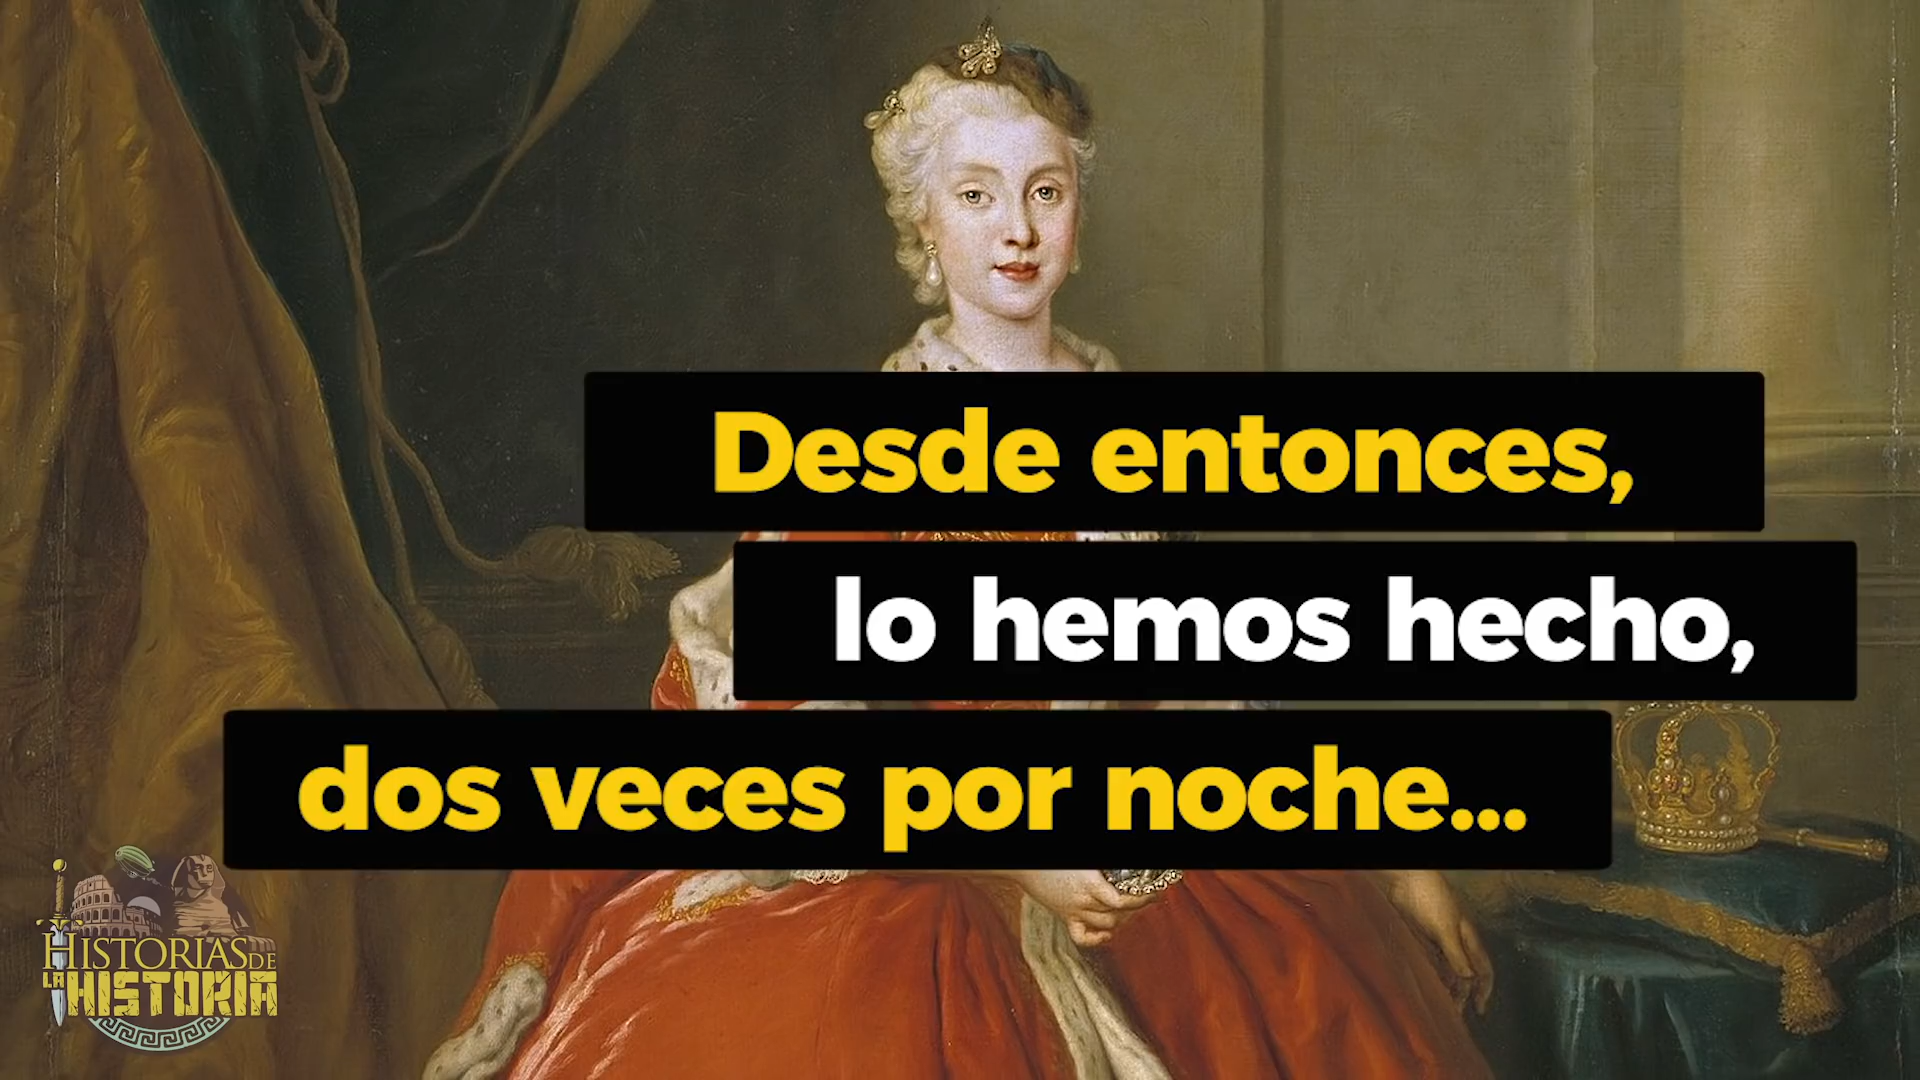 Desde entonces,
lo hemos hecho,
dos veces por noche...
HISTORIAS DE
LA HISTORIA